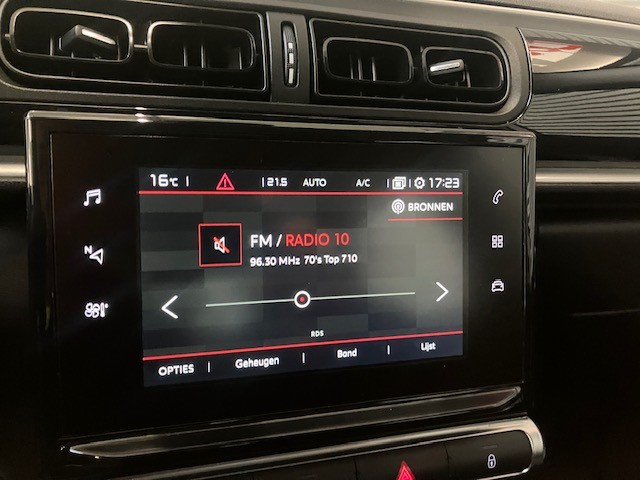 16°C 21.5 AUTO A/C 17:23
BRONNEN
N
FM / RADIO 10
96.30 MHz 70's Top 710
RDS
OPTIES Geheugen Band Lijst